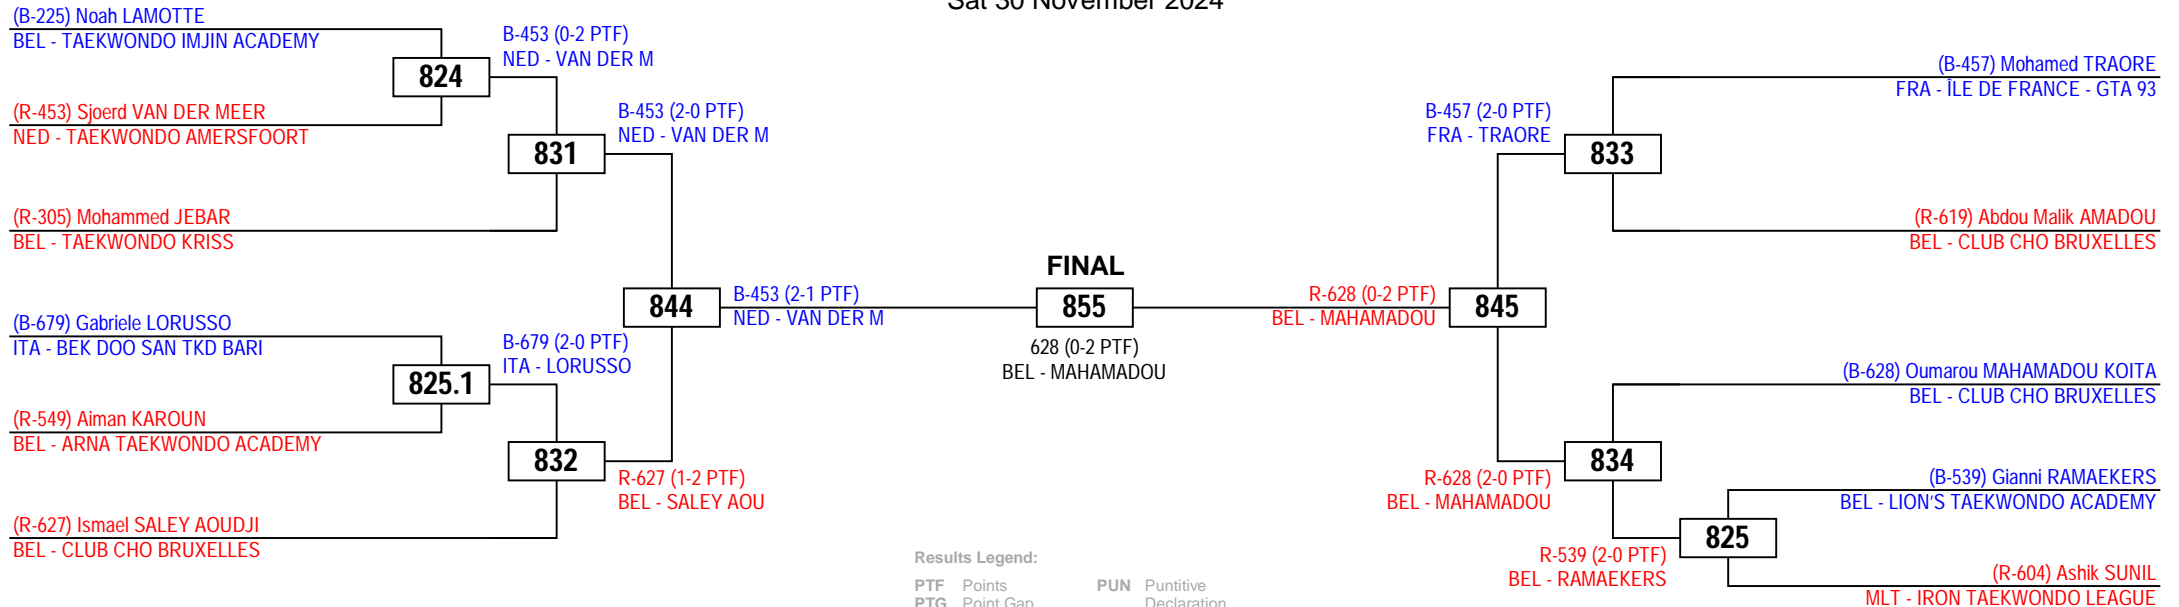 Sat 30 November 2024
(B-225) Noah LAMOTTE
BEL - TAEKWONDO IMJIN ACADEMY
B-453 (0-2 PTF)
NED - VAN DER M
824
(R-453) Sjoerd VAN DER MEER
NED - TAEKWONDO AMERSFOORT
B-453 (2-0 PTF)
NED - VAN DER M
831
(R-305) Mohammed JEBAR
BEL - TAEKWONDO KRISS
844
B-453 (2-1 PTF)
NED - VAN DER M
(B-679) Gabriele LORUSSO
ITA - BEK DOO SAN TKD BARI
B-679 (2-0 PTF)
ITA - LORUSSO
825.1
(R-549) Aiman KAROUN
BEL - ARNA TAEKWONDO ACADEMY
832
R-627 (1-2 PTF)
BEL - SALEY AOU
(R-627) Ismael SALEY AOUDJI
BEL - CLUB CHO BRUXELLES
FINAL
855
628 (0-2 PTF)
BEL - MAHAMADOU
(B-457) Mohamed TRAORE
FRA - ÎLE DE FRANCE - GTA 93
B-457 (2-0 PTF)
FRA - TRAORE
833
(R-619) Abdou Malik AMADOU
BEL - CLUB CHO BRUXELLES
R-628 (0-2 PTF)
BEL - MAHAMADOU
845
(B-628) Oumarou MAHAMADOU KOITA
BEL - CLUB CHO BRUXELLES
834
R-628 (2-0 PTF)
BEL - MAHAMADOU
(B-539) Gianni RAMAEKERS
BEL - LION'S TAEKWONDO ACADEMY
825
R-539 (2-0 PTF)
BEL - RAMAEKERS
(R-604) Ashik SUNIL
MLT - IRON TAEKWONDO LEAGUE
Results Legend:
PTF Points PUN Puntitive
PTG Point Gap Declaration